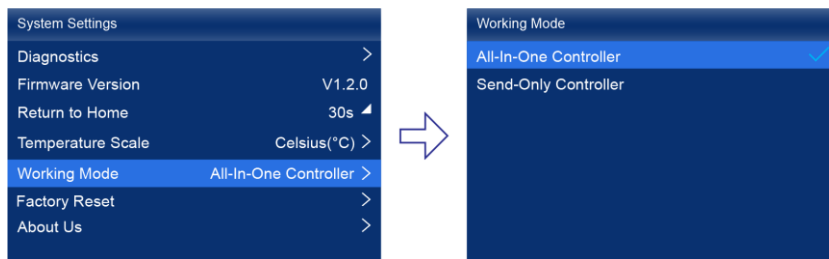 System Settings
Diagnostics
Firmware Version V1.2.0
Return to Home 30s
Temperature Scale Celsius(°C)
Working Mode All-In-One Controller
Factory Reset
About Us
Working Mode
All-In-One Controller
Send-Only Controller